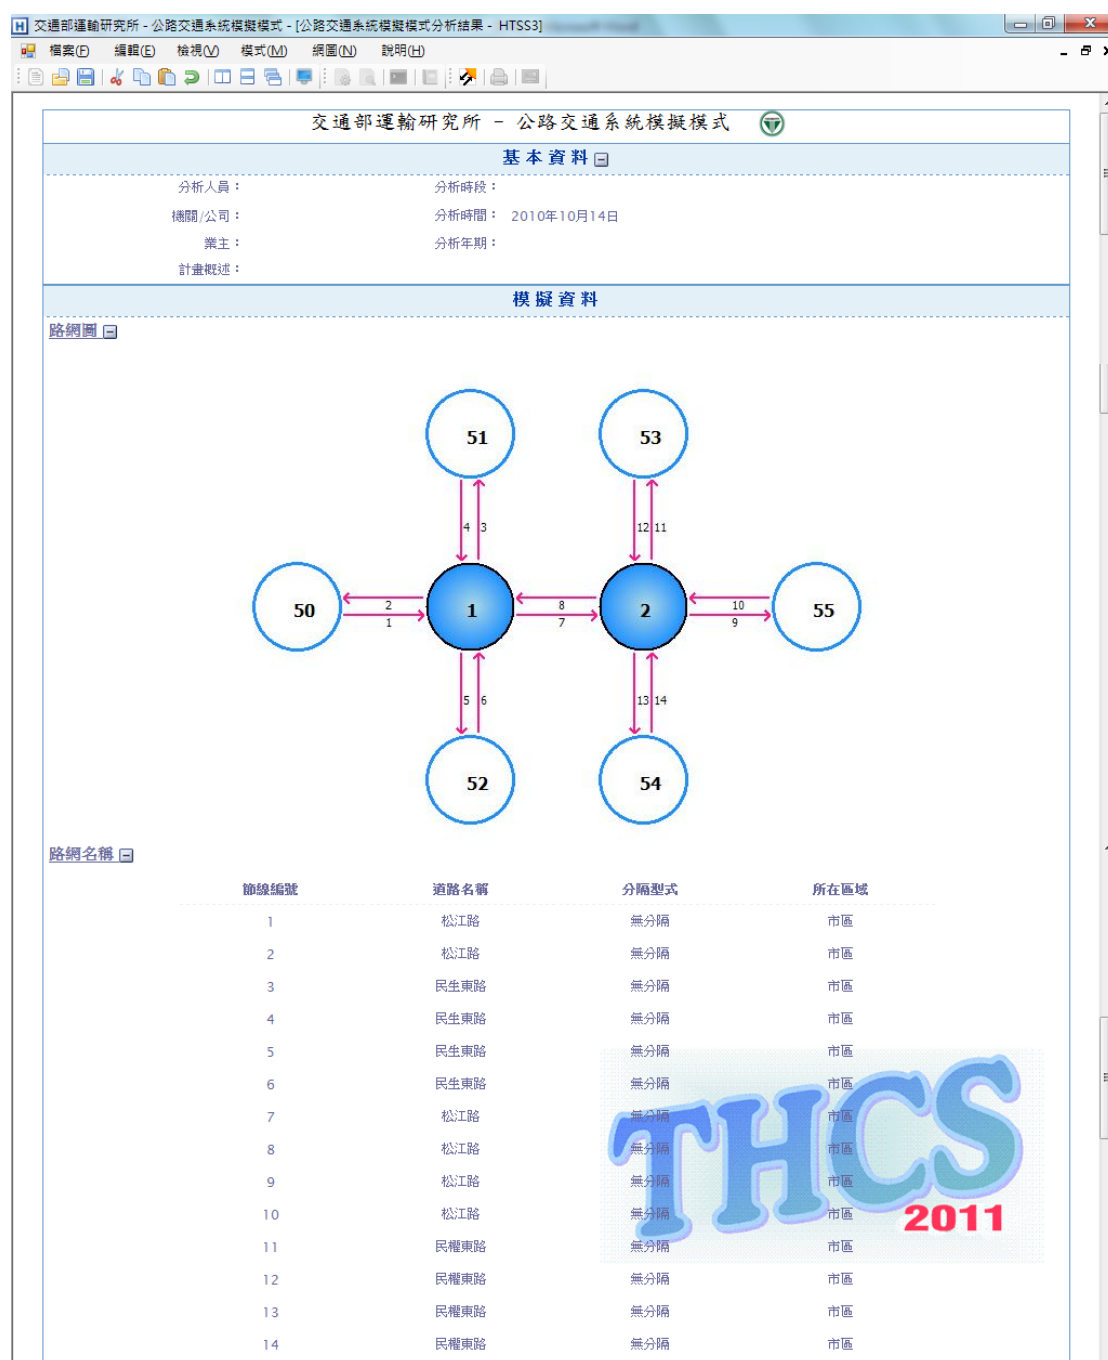 交通部運輸研究所 - 公路交通系統模擬模式 - [公路交通系統模擬模式分析結果 - HTSS3]
檔案(F) 編輯(E) 檢視(V) 模式(M) 網圖(N) 說明(H)
交通部運輸研究所 - 公路交通系統模擬模式
基本資料
分析人員： 分析時段：
機關/公司： 分析時間： 2010年10月14日
業主： 分析年期：
計畫概述：
模擬資料
路網圖
51 53
4 3 12 11
50 2 1 1 8 7 2 10 9 55
5 6 13 14
52 54
路網名稱
節線編號 道路名稱 分隔型式 所在區域
1 松江路 無分隔 市區
2 松江路 無分隔 市區
3 民生東路 無分隔 市區
4 民生東路 無分隔 市區
5 民生東路 無分隔 市區
6 民生東路 無分隔 市區
7 松江路 無分隔 市區
8 松江路 無分隔 市區
9 松江路 無分隔 市區
10 松江路 無分隔 市區
11 民權東路 無分隔 市區
12 民權東路 無分隔 市區
13 民權東路 無分隔 市區
14 民權東路 無分隔 市區
THCS
2011